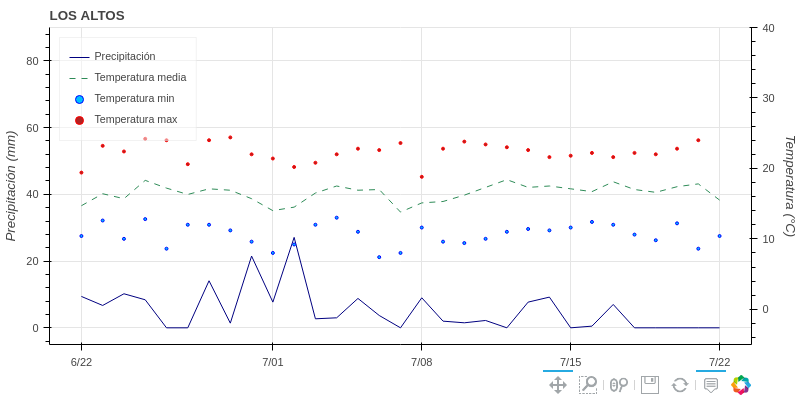 LOS ALTOS
Precipitación
Temperatura media
Temperatura min
Temperatura max
Precipitación (mm)
80
60
40
20
0
Temperatura (°C)
40
30
20
10
0
6/22
7/01
7/08
7/15
7/22